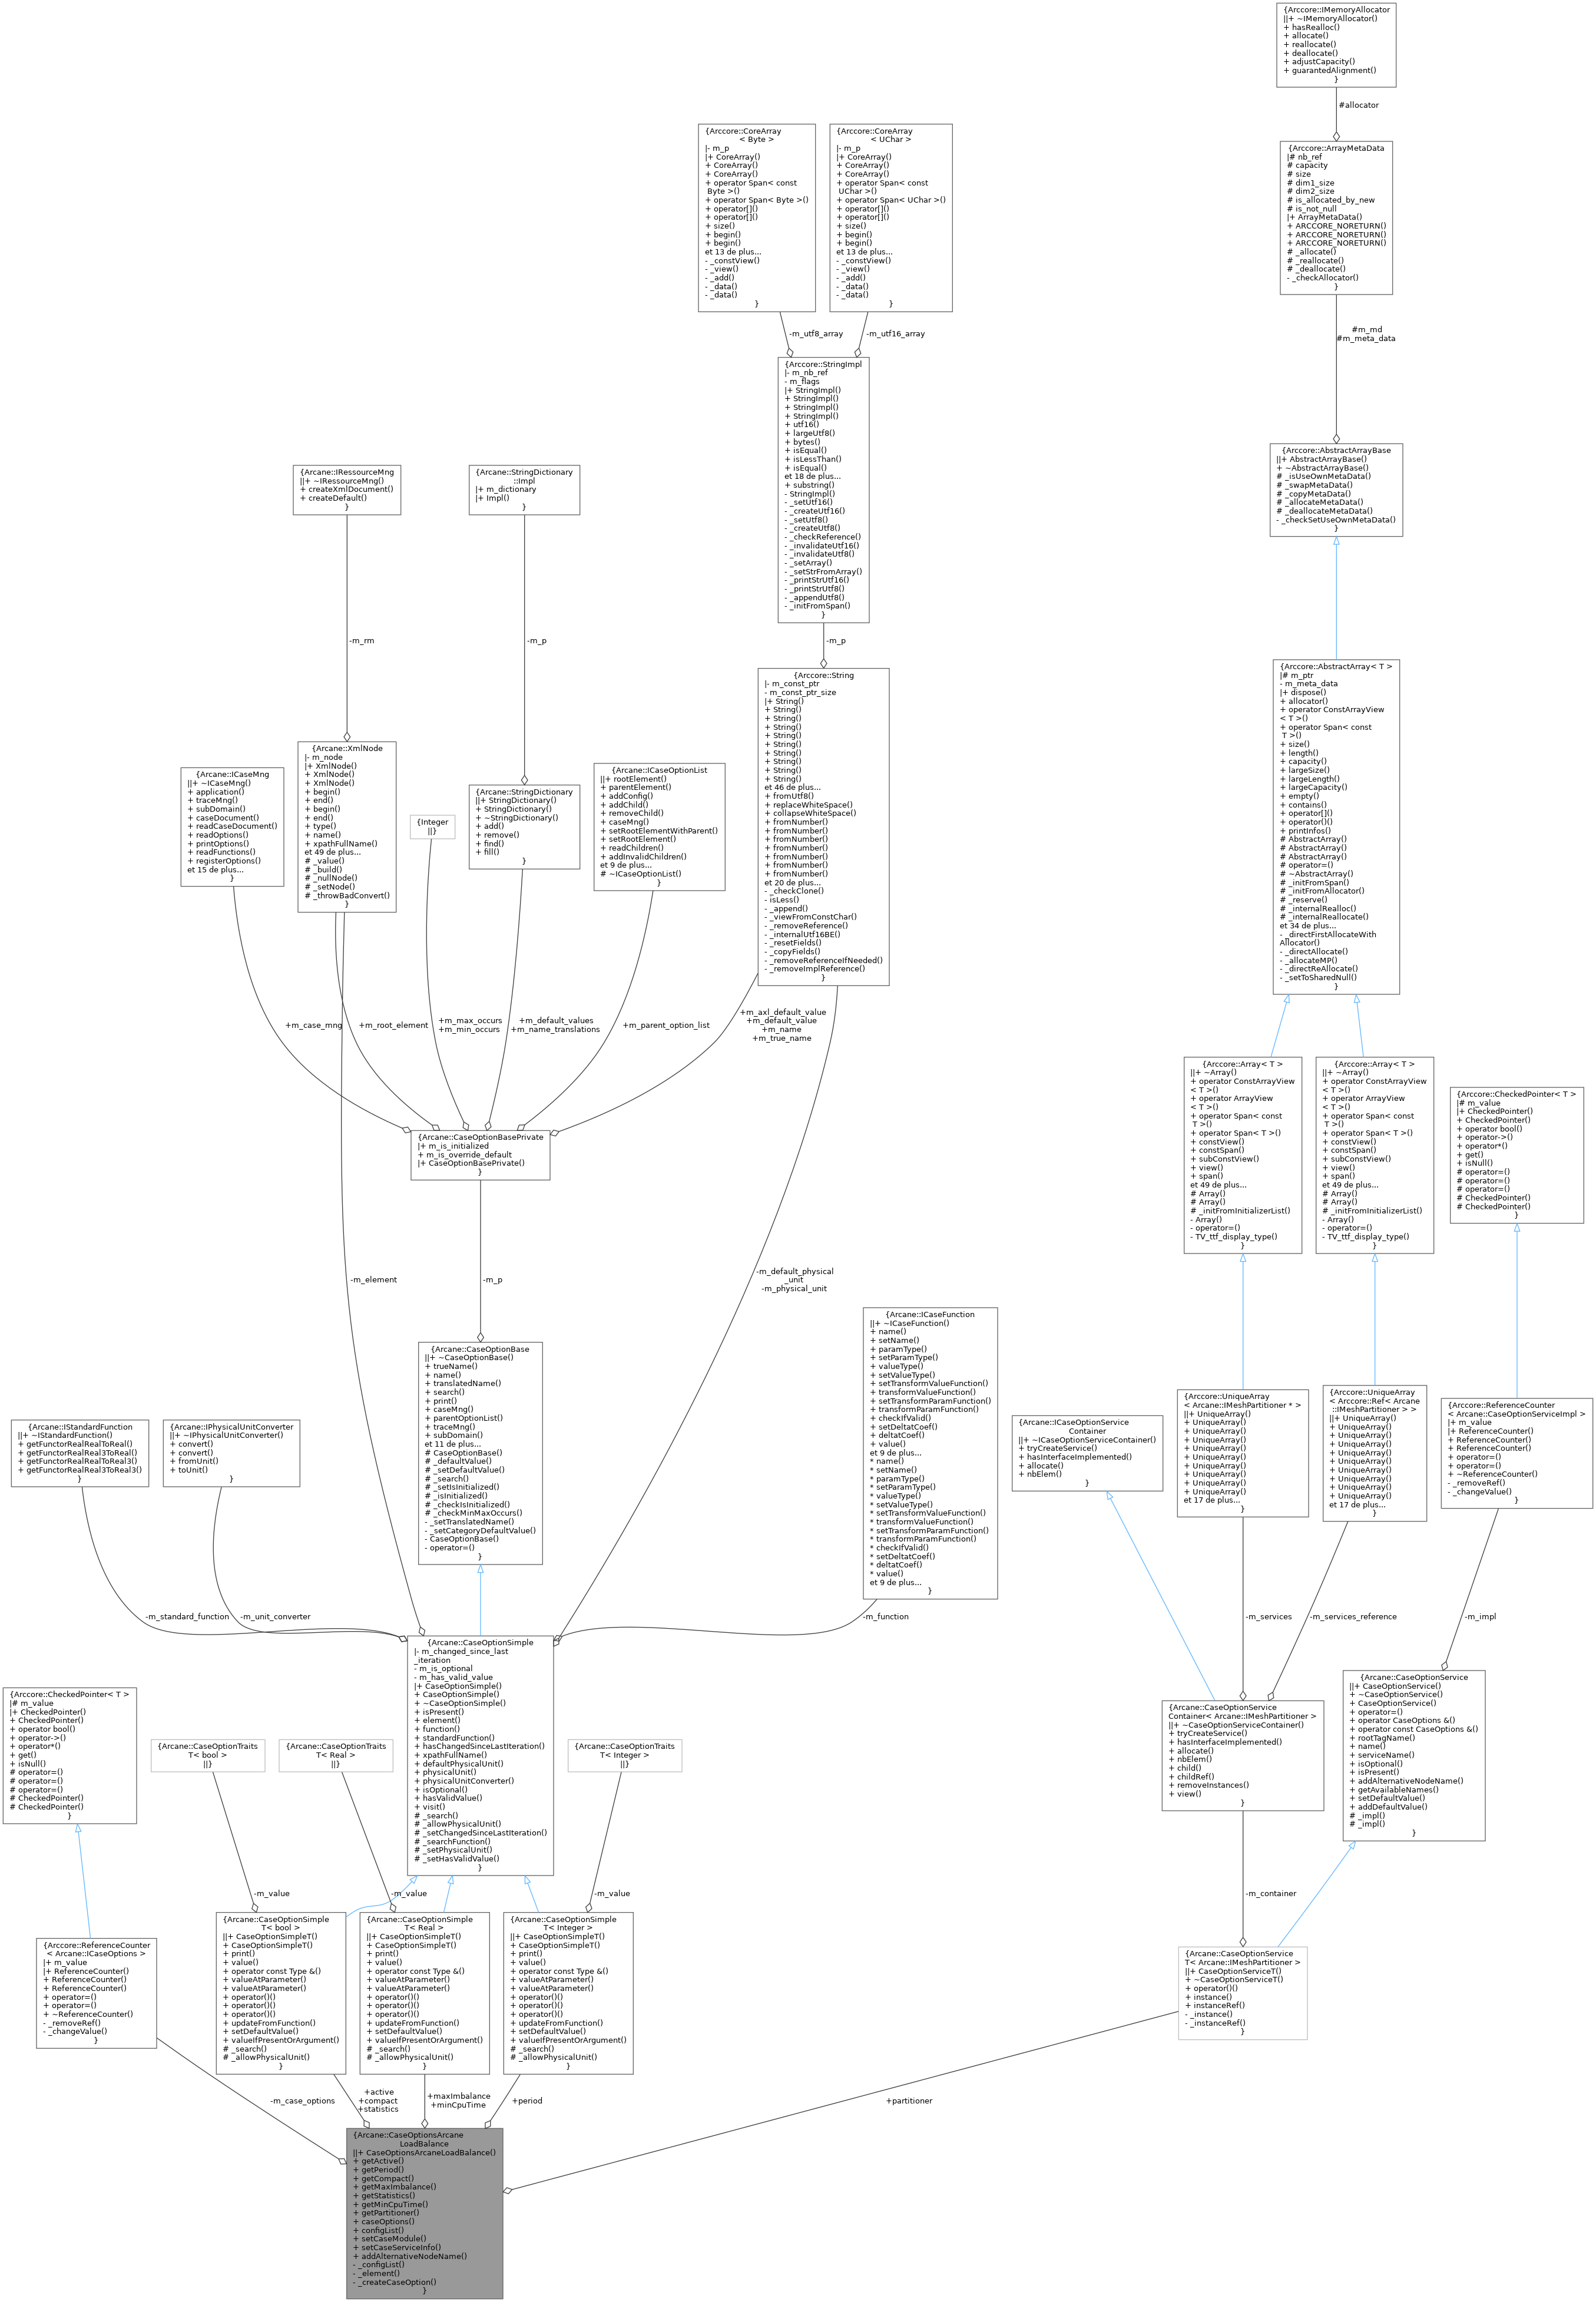 {Arccore::IMemoryAllocator
||+ ~IMemoryAllocator()
+ hasRealloc()
+ allocate()
+ reallocate()
+ deallocate()
+ adjustCapacity()
+ guarantedAlignment()
}
#allocator
{Arccore::CoreArray
< Byte >
|- m_p
|+ CoreArray()
+ CoreArray()
+ CoreArray()
+ operator Span< const
Byte >()
+ operator Span< Byte >()
+ operator[]()
+ operator[]()
+ size()
+ begin()
+ begin()
et 13 de plus...
- _constView()
- _view()
- _add()
- _data()
- _data()
}
{Arccore::CoreArray
< UChar >
|- m_p
|+ CoreArray()
+ CoreArray()
+ CoreArray()
+ operator Span< const
UChar >()
+ operator Span< UChar >()
+ operator[]()
+ operator[]()
+ size()
+ begin()
+ begin()
et 13 de plus...
- _constView()
- _view()
- _add()
- _data()
- _data()
}
{Arccore::ArrayMetaData
|# nb_ref
# capacity
# size
# dim1_size
# dim2_size
# is_allocated_by_new
# is_not_null
|+ ArrayMetaData()
+ ARCCORE_NORETURN()
+ ARCCORE_NORETURN()
+ ARCCORE_NORETURN()
# _allocate()
# _reallocate()
# _deallocate()
- _checkAllocator()
}
-m_utf8_array
-m_utf16_array
#m_md
#m_meta_data
{Arccore::StringImpl
|- m_nb_ref
- m_flags
|+ StringImpl()
+ StringImpl()
+ StringImpl()
+ StringImpl()
+ utf16()
+ largeUtf8()
+ bytes()
+ isEqual()
+ isLessThan()
+ isEqual()
et 18 de plus...
+ substring()
- StringImpl()
- _setUtf16()
- _createUtf16()
- _setUtf8()
- _createUtf8()
- _checkReference()
- _invalidateUtf16()
- _invalidateUtf8()
- _setArray()
- _setStrFromArray()
- _printStrUtf16()
- _printStrUtf8()
- _appendUtf8()
- _initFromSpan()
}
{Arccore::AbstractArrayBase
||+ AbstractArrayBase()
+ ~AbstractArrayBase()
# _isUseOwnMetaData()
# _swapMetaData()
# _copyMetaData()
# _allocateMetaData()
# _deallocateMetaData()
- _checkSetUseOwnMetaData()
}
{Arcane::IRessourceMng
||+ ~IRessourceMng()
+ createXmlDocument()
+ createDefault()
}
{Arcane::StringDictionary
::Impl
|+ m_dictionary
|+ Impl()
}
-m_rm
-m_p
-m_p
{Arccore::String
|- m_const_ptr
- m_const_ptr_size
|+ String()
+ String()
+ String()
+ String()
+ String()
+ String()
+ String()
+ String()
+ String()
+ String()
et 46 de plus...
+ fromUtf8()
+ replaceWhiteSpace()
+ collapseWhiteSpace()
+ fromNumber()
+ fromNumber()
+ fromNumber()
+ fromNumber()
+ fromNumber()
+ fromNumber()
+ fromNumber()
et 20 de plus...
- _checkClone()
- isLess()
- _append()
- _viewFromConstChar()
- _removeReference()
- _internalUtf16BE()
- _resetFields()
- _copyFields()
- _removeReferenceIfNeeded()
- _removeImplReference()
}
{Arccore::AbstractArray< T >
|# m_ptr
- m_meta_data
|+ dispose()
+ allocator()
+ operator ConstArrayView
< T >()
+ operator Span< const
T >()
+ size()
+ length()
+ capacity()
+ largeSize()
+ largeLength()
+ largeCapacity()
+ empty()
+ contains()
+ operator[]()
+ operator()()
+ printInfos()
# AbstractArray()
# AbstractArray()
# AbstractArray()
# operator=()
# ~AbstractArray()
# _initFromSpan()
# _initFromAllocator()
# _reserve()
# _internalRealloc()
# _internalReallocate()
et 34 de plus...
- _directFirstAllocateWith
Allocator()
- _directAllocate()
- _allocateMP()
- _directReAllocate()
- _setToSharedNull()
}
{Arcane::ICaseMng
||+ ~ICaseMng()
+ application()
+ traceMng()
+ subDomain()
+ caseDocument()
+ readCaseDocument()
+ readOptions()
+ printOptions()
+ readFunctions()
+ registerOptions()
et 15 de plus...
}
{Arcane::XmlNode
|- m_node
|+ XmlNode()
+ XmlNode()
+ XmlNode()
+ begin()
+ end()
+ begin()
+ end()
+ type()
+ name()
+ xpathFullName()
et 49 de plus...
# _value()
# _build()
# _nullNode()
# _setNode()
# _throwBadConvert()
}
{Integer
||}
{Arcane::StringDictionary
||+ StringDictionary()
+ StringDictionary()
+ ~StringDictionary()
+ add()
+ remove()
+ find()
+ fill()
}
{Arcane::ICaseOptionList
||+ rootElement()
+ parentElement()
+ addConfig()
+ addChild()
+ removeChild()
+ caseMng()
+ setRootElementWithParent()
+ setRootElement()
+ readChildren()
+ addInvalidChildren()
et 9 de plus...
# ~ICaseOptionList()
}
+m_case_mng
+m_root_element
+m_max_occurs
+m_min_occurs
+m_default_values
+m_name_translations
+m_parent_option_list
+m_axl_default_value
+m_default_value
+m_name
+m_true_name
{Arcane::CaseOptionBasePrivate
|+ m_is_initialized
+ m_is_override_default
|+ CaseOptionBasePrivate()
}
{Arccore::Array< T >
||+ ~Array()
+ operator ConstArrayView
< T >()
+ operator ArrayView
< T >()
+ operator Span< const
T >()
+ operator Span< T >()
+ constView()
+ constSpan()
+ subConstView()
+ view()
+ span()
et 49 de plus...
# Array()
# Array()
# _initFromInitializerList()
- Array()
- operator=()
- TV_ttf_display_type()
}
{Arccore::Array< T >
||+ ~Array()
+ operator ConstArrayView
< T >()
+ operator ArrayView
< T >()
+ operator Span< const
T >()
+ operator Span< T >()
+ constView()
+ constSpan()
+ subConstView()
+ view()
+ span()
et 49 de plus...
# Array()
# Array()
# _initFromInitializerList()
- Array()
- operator=()
- TV_ttf_display_type()
}
{Arccore::CheckedPointer< T >
|# m_value
|+ CheckedPointer()
+ CheckedPointer()
+ operator bool()
+ operator->()
+ operator*()
+ get()
+ isNull()
# operator=()
# operator=()
# operator=()
# CheckedPointer()
# CheckedPointer()
}
-m_element
-m_p
-m_default_physical
_unit
-m_physical_unit
{Arcane::CaseOptionBase
||+ ~CaseOptionBase()
+ trueName()
+ name()
+ translatedName()
+ search()
+ print()
+ caseMng()
+ parentOptionList()
+ traceMng()
+ subDomain()
et 11 de plus...
# CaseOptionBase()
# _defaultValue()
# _setDefaultValue()
# _search()
# _setIsInitialized()
# _isInitialized()
# _checkIsInitialized()
# _checkMinMaxOccurs()
- _setTranslatedName()
- _setCategoryDefaultValue()
- CaseOptionBase()
- operator=()
}
{Arcane::ICaseFunction
||+ ~ICaseFunction()
+ name()
+ setName()
+ paramType()
+ setParamType()
+ valueType()
+ setValueType()
+ setTransformValueFunction()
+ transformValueFunction()
+ setTransformParamFunction()
+ transformParamFunction()
+ checkIfValid()
+ setDeltatCoef()
+ deltatCoef()
+ value()
et 9 de plus...
* name()
* setName()
* paramType()
* setParamType()
* valueType()
* setValueType()
* setTransformValueFunction()
* transformValueFunction()
* setTransformParamFunction()
* transformParamFunction()
* checkIfValid()
* setDeltatCoef()
* deltatCoef()
* value()
et 9 de plus...
}
{Arcane::IStandardFunction
||+ ~IStandardFunction()
+ getFunctorRealRealToReal()
+ getFunctorRealReal3ToReal()
+ getFunctorRealRealToReal3()
+ getFunctorRealReal3ToReal3()
}
{Arcane::IPhysicalUnitConverter
||+ ~IPhysicalUnitConverter()
+ convert()
+ convert()
+ fromUnit()
+ toUnit()
}
{Arcane::ICaseOptionService
Container
||+ ~ICaseOptionServiceContainer()
+ tryCreateService()
+ hasInterfaceImplemented()
+ allocate()
+ nbElem()
}
{Arccore::UniqueArray
< Arcane::IMeshPartitioner * >
||+ UniqueArray()
+ UniqueArray()
+ UniqueArray()
+ UniqueArray()
+ UniqueArray()
+ UniqueArray()
+ UniqueArray()
+ UniqueArray()
+ UniqueArray()
+ UniqueArray()
et 17 de plus...
}
{Arccore::UniqueArray
< Arccore::Ref< Arcane
::IMeshPartitioner > >
||+ UniqueArray()
+ UniqueArray()
+ UniqueArray()
+ UniqueArray()
+ UniqueArray()
+ UniqueArray()
+ UniqueArray()
+ UniqueArray()
+ UniqueArray()
+ UniqueArray()
et 17 de plus...
}
{Arccore::ReferenceCounter
< Arcane::CaseOptionServiceImpl >
|+ m_value
|+ ReferenceCounter()
+ ReferenceCounter()
+ ReferenceCounter()
+ operator=()
+ operator=()
+ ~ReferenceCounter()
- _removeRef()
- _changeValue()
}
-m_standard_function
-m_unit_converter
-m_function
-m_services
-m_services_reference
-m_impl
{Arcane::CaseOptionSimple
|- m_changed_since_last
_iteration
- m_is_optional
- m_has_valid_value
|+ CaseOptionSimple()
+ CaseOptionSimple()
+ ~CaseOptionSimple()
+ isPresent()
+ element()
+ function()
+ standardFunction()
+ hasChangedSinceLastIteration()
+ xpathFullName()
+ defaultPhysicalUnit()
+ physicalUnit()
+ physicalUnitConverter()
+ isOptional()
+ hasValidValue()
+ visit()
# _search()
# _allowPhysicalUnit()
# _setChangedSinceLastIteration()
# _searchFunction()
# _setPhysicalUnit()
# _setHasValidValue()
}
{Arccore::CheckedPointer< T >
|# m_value
|+ CheckedPointer()
+ CheckedPointer()
+ operator bool()
+ operator->()
+ operator*()
+ get()
+ isNull()
# operator=()
# operator=()
# operator=()
# CheckedPointer()
# CheckedPointer()
}
{Arcane::CaseOptionTraits
T< bool >
||}
{Arcane::CaseOptionTraits
T< Real >
||}
{Arcane::CaseOptionTraits
T< Integer >
||}
{Arcane::CaseOptionService
Container< Arcane::IMeshPartitioner >
||+ ~CaseOptionServiceContainer()
+ tryCreateService()
+ hasInterfaceImplemented()
+ allocate()
+ nbElem()
+ child()
+ childRef()
+ removeInstances()
+ view()
}
{Arcane::CaseOptionService
||+ CaseOptionService()
+ ~CaseOptionService()
+ CaseOptionService()
+ operator=()
+ operator CaseOptions &()
+ operator const CaseOptions &()
+ rootTagName()
+ name()
+ serviceName()
+ isOptional()
+ isPresent()
+ addAlternativeNodeName()
+ getAvailableNames()
+ setDefaultValue()
+ addDefaultValue()
# _impl()
# _impl()
}
-m_value
-m_value
-m_value
-m_container
{Arccore::ReferenceCounter
< Arcane::ICaseOptions >
|+ m_value
|+ ReferenceCounter()
+ ReferenceCounter()
+ ReferenceCounter()
+ operator=()
+ operator=()
+ ~ReferenceCounter()
- _removeRef()
- _changeValue()
}
{Arcane::CaseOptionSimple
T< bool >
||+ CaseOptionSimpleT()
+ CaseOptionSimpleT()
+ print()
+ value()
+ operator const Type &()
+ valueAtParameter()
+ valueAtParameter()
+ operator()()
+ operator()()
+ operator()()
+ updateFromFunction()
+ setDefaultValue()
+ valueIfPresentOrArgument()
# _search()
# _allowPhysicalUnit()
}
{Arcane::CaseOptionSimple
T< Real >
||+ CaseOptionSimpleT()
+ CaseOptionSimpleT()
+ print()
+ value()
+ operator const Type &()
+ valueAtParameter()
+ valueAtParameter()
+ operator()()
+ operator()()
+ operator()()
+ updateFromFunction()
+ setDefaultValue()
+ valueIfPresentOrArgument()
# _search()
# _allowPhysicalUnit()
}
{Arcane::CaseOptionSimple
T< Integer >
||+ CaseOptionSimpleT()
+ CaseOptionSimpleT()
+ print()
+ value()
+ operator const Type &()
+ valueAtParameter()
+ valueAtParameter()
+ operator()()
+ operator()()
+ operator()()
+ updateFromFunction()
+ setDefaultValue()
+ valueIfPresentOrArgument()
# _search()
# _allowPhysicalUnit()
}
{Arcane::CaseOptionService
T< Arcane::IMeshPartitioner >
||+ CaseOptionServiceT()
+ ~CaseOptionServiceT()
+ operator()()
+ instance()
+ instanceRef()
- _instance()
- _instanceRef()
}
-m_case_options
+active
+compact
+statistics
+maxImbalance
+minCpuTime
+period
+partitioner
{Arcane::CaseOptionsArcane
LoadBalance
||+ CaseOptionsArcaneLoadBalance()
+ getActive()
+ getPeriod()
+ getCompact()
+ getMaxImbalance()
+ getStatistics()
+ getMinCpuTime()
+ getPartitioner()
+ caseOptions()
+ configList()
+ setCaseModule()
+ setCaseServiceInfo()
+ addAlternativeNodeName()
- _configList()
- _element()
- _createCaseOption()
}